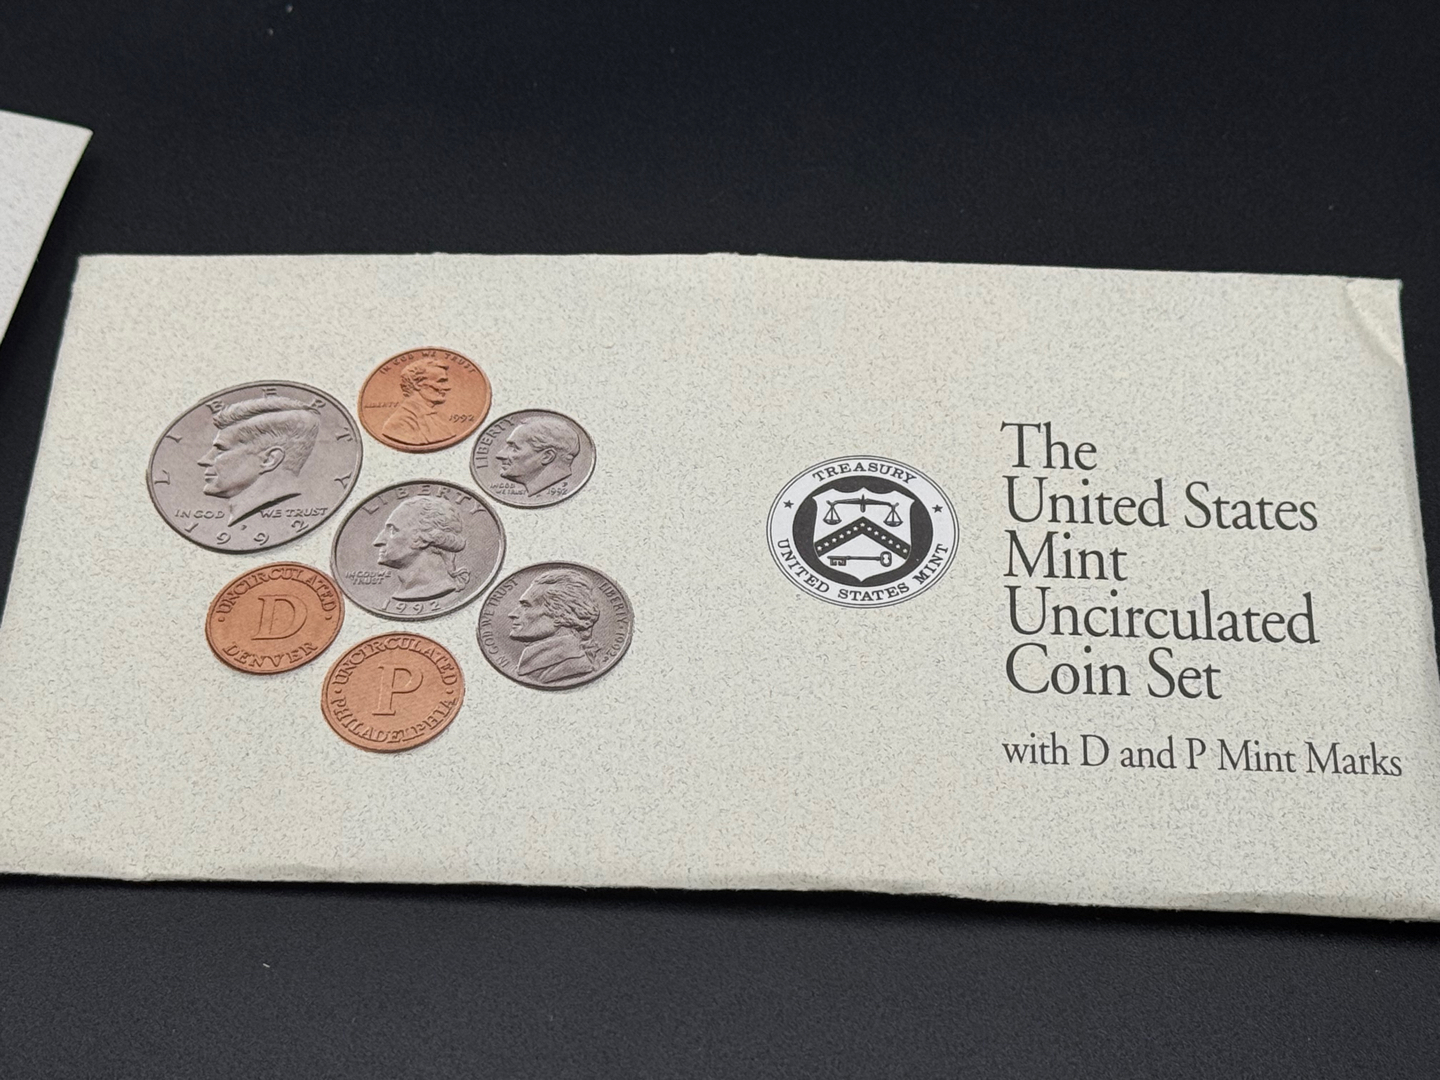 LIBERTY
IN GOD WE TRUST
1992
IN GOD WE TRUST
LIBERTY
1992
LIBERTY
IN GOD
WE TRUST
P
1992
LIBERTY
IN GOD WE
TRUST
1992
UNCIRCULATED
D
DENVER
UNCIRCULATED
P
PHILADELPHIA
IN GOD WE TRUST
LIBERTY 1992
TREASURY
UNITED STATES MINT
The
United States
Mint
Uncirculated
Coin Set
with D and P Mint Marks